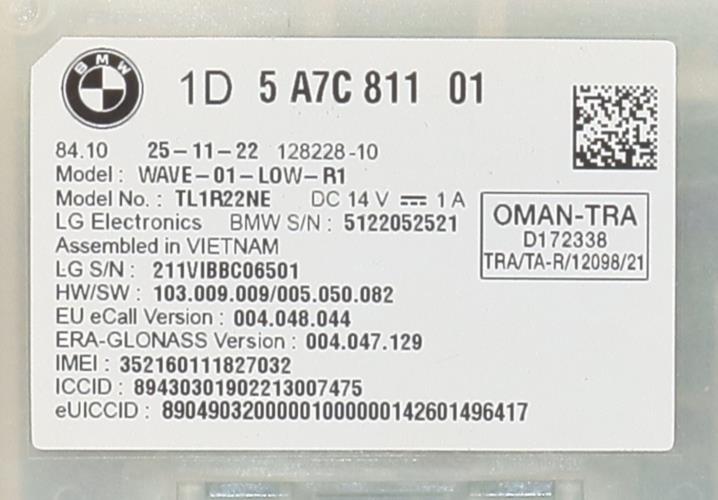 BMW
1D 5 A7C 811 01
84.10 25-11-22 128228-10
Model : WAVE-01-LOW-R1
Model No. : TL1R22NE DC 14 V ⎓ 1 A
LG Electronics BMW S/N : 5122052521
Assembled in VIETNAM
LG S/N : 211VIBBC06501
HW/SW : 103.009.009/005.050.082
EU eCall Version : 004.048.044
ERA-GLONASS Version : 004.047.129
IMEI : 352160111827032
ICCID : 89430301902213007475
eUICCID : 89049032000001000000142601496417
OMAN-TRA
D172338
TRA/TA-R/12098/21